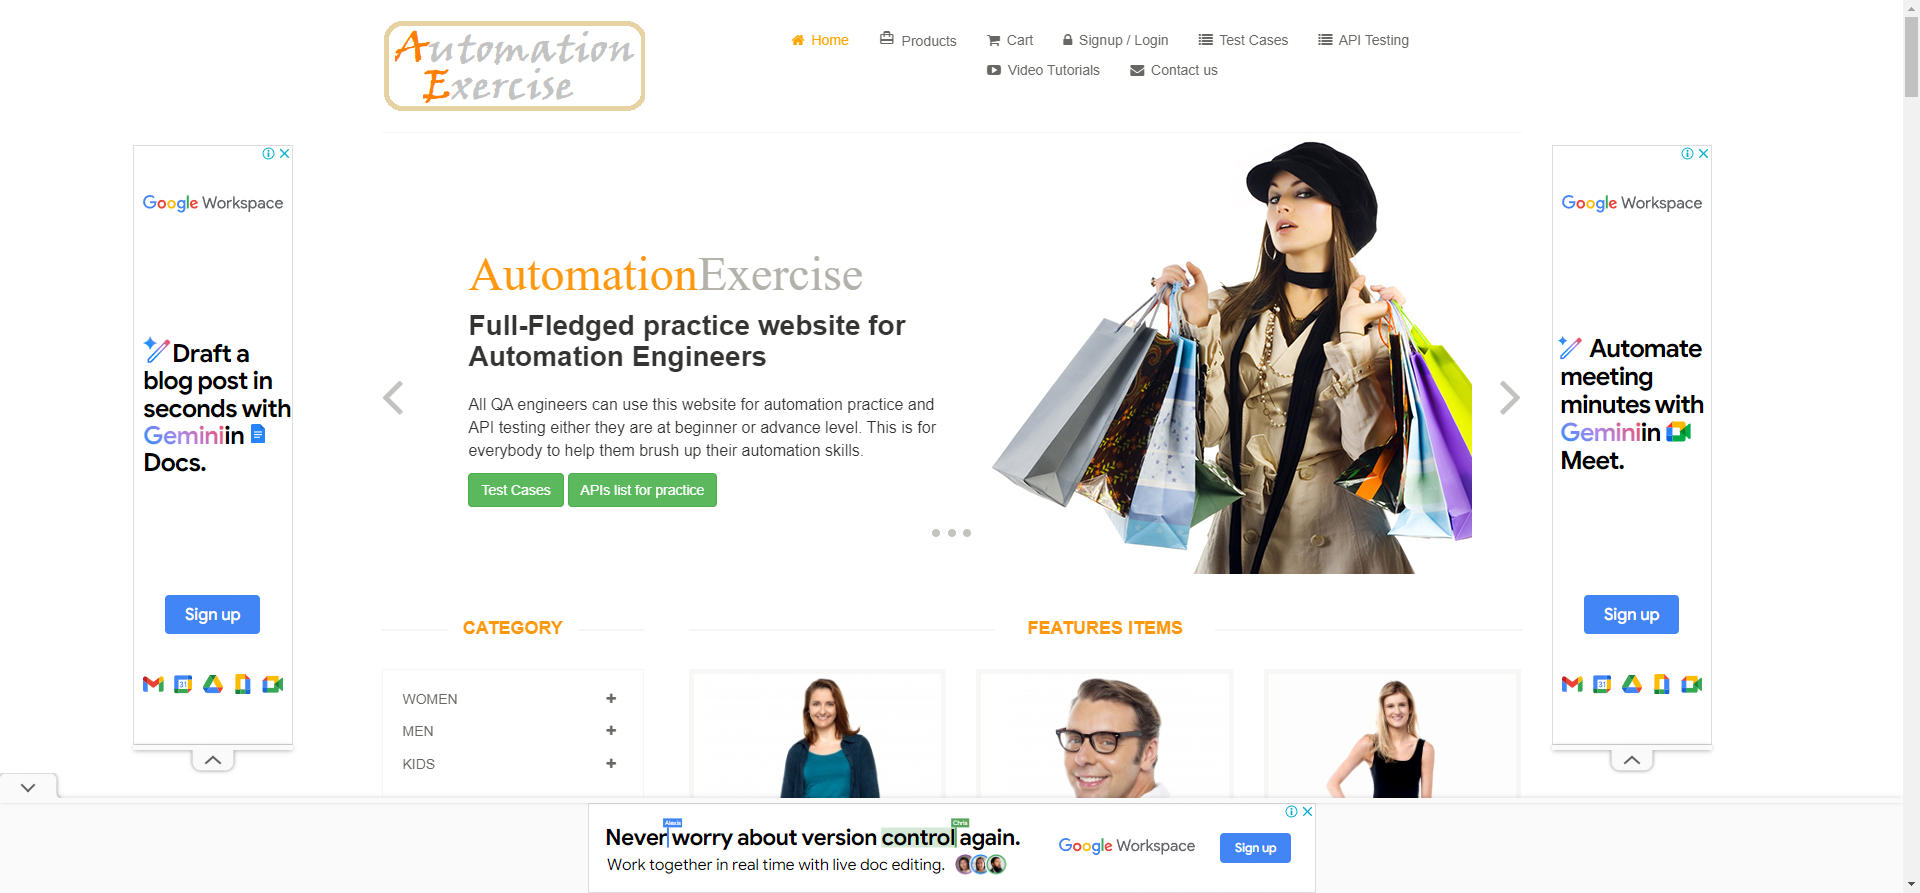 Automation
Exercise
Home
Products
Cart
Signup / Login
Test Cases
API Testing
Video Tutorials
Contact us
Google Workspace
Draft a
blog post in
seconds with
Gemini in
Docs.
Sign up
31
AutomationExercise
Full-Fledged practice website for
Automation Engineers
All QA engineers can use this website for automation practice and
API testing either they are at beginner or advance level. This is for
everybody to help them brush up their automation skills.
Test Cases
APIs list for practice
Google Workspace
Automate
meeting
minutes with
Gemini in
Meet.
Sign up
31
CATEGORY
WOMEN
MEN
KIDS
FEATURES ITEMS
Alexis
Chris
Never worry about version control again.
Work together in real time with live doc editing.
Google Workspace
Sign up